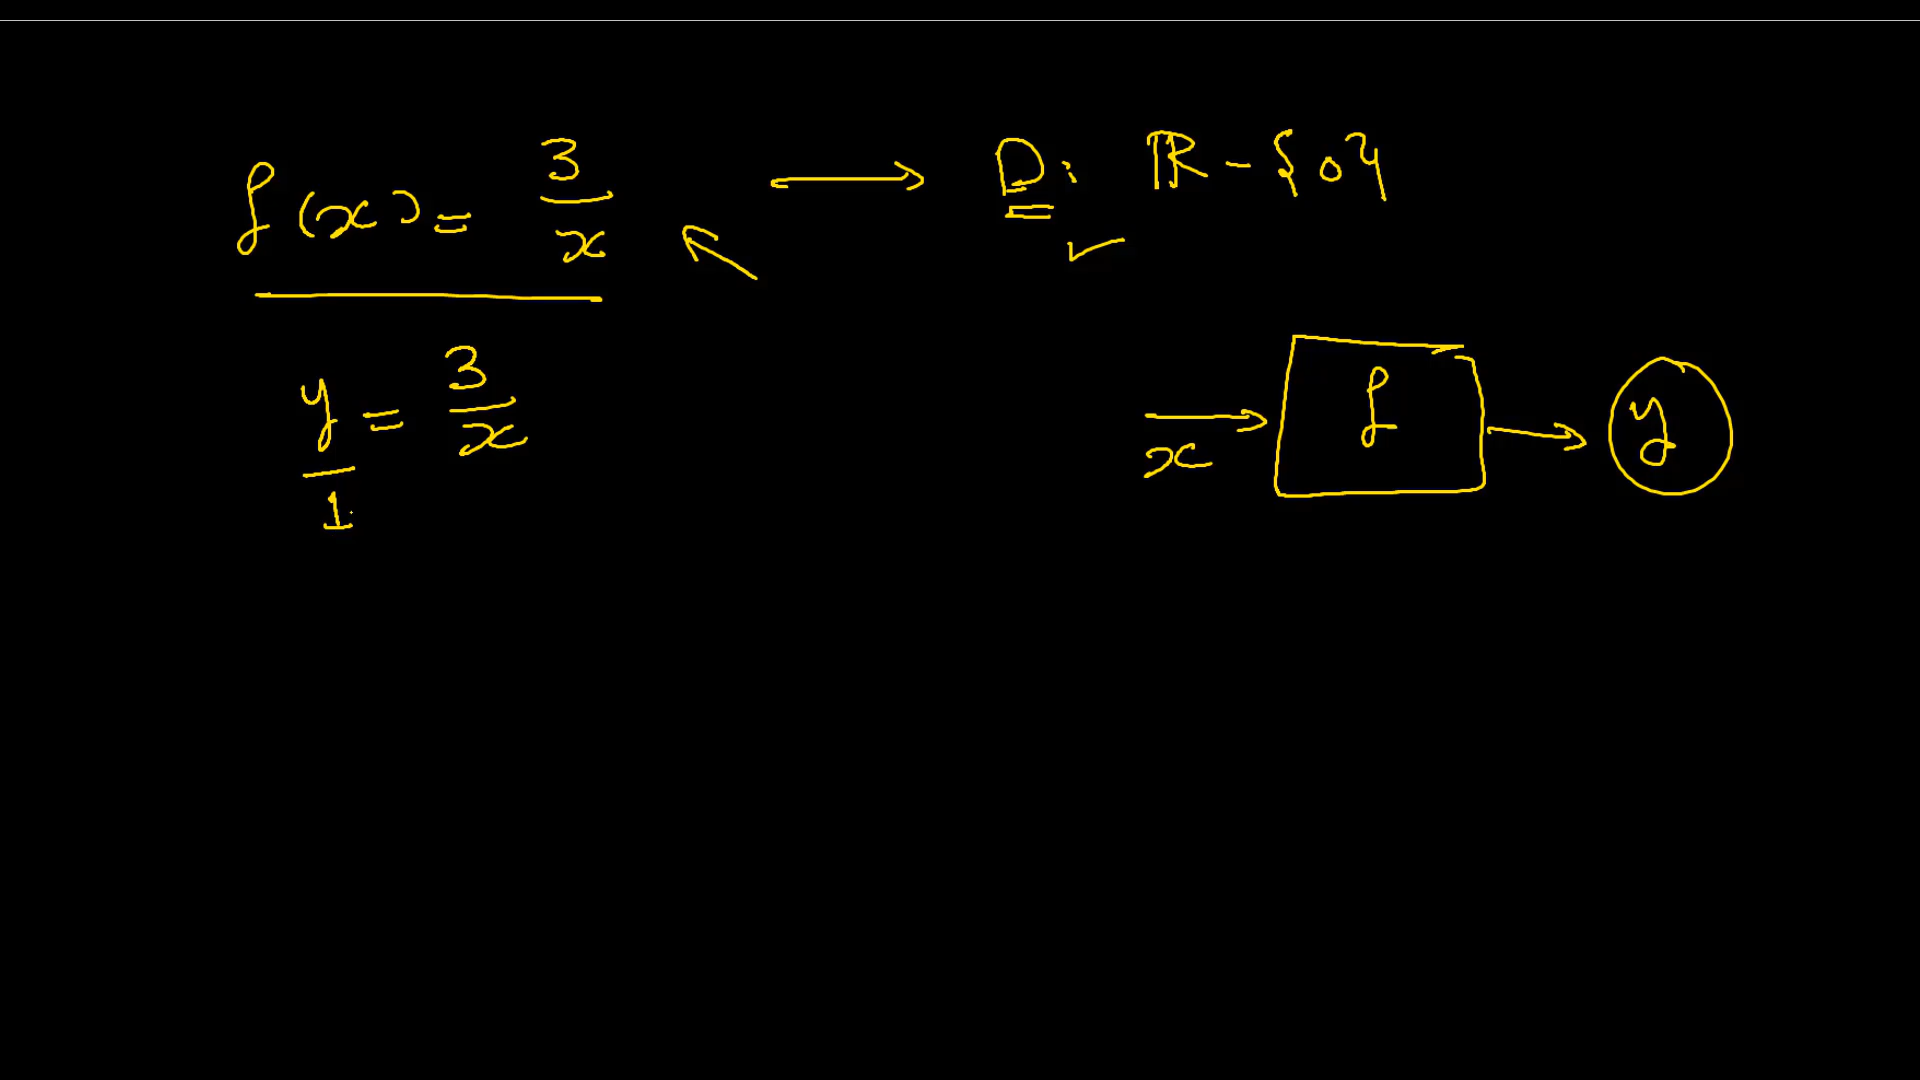 f(x) = 3/x ⟶ D: ℝ - {0}
y/1 = 3/x
x → f → y